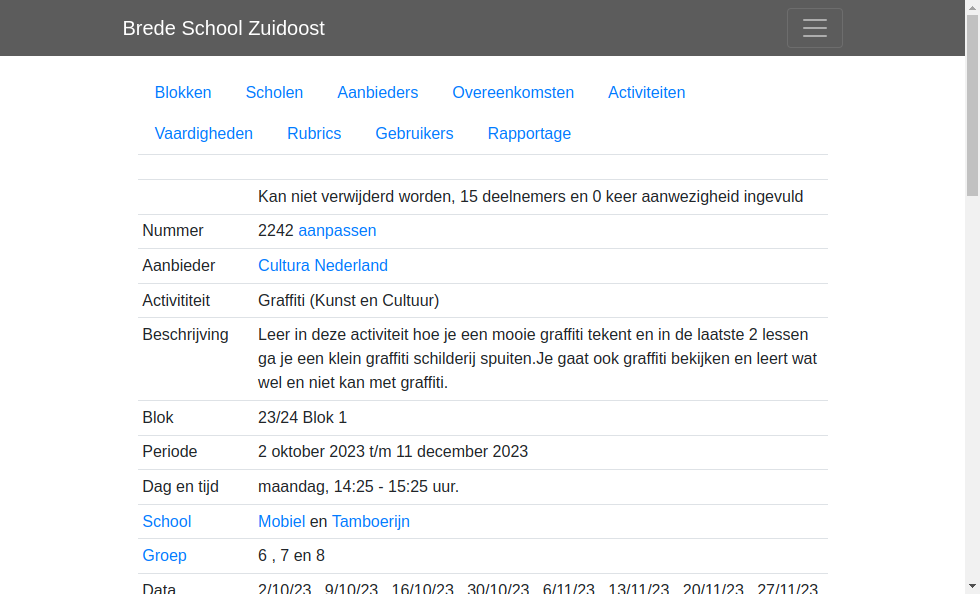 Brede School Zuidoost
Blokken Scholen Aanbieders Overeenkomsten Activiteiten
Vaardigheden Rubrics Gebruikers Rapportage
Kan niet verwijderd worden, 15 deelnemers en 0 keer aanwezigheid ingevuld
Nummer 2242 aanpassen
Aanbieder Cultura Nederland
Activititeit Graffiti (Kunst en Cultuur)
Beschrijving Leer in deze activiteit hoe je een mooie graffiti tekent en in de laatste 2 lessen
ga je een klein graffiti schilderij spuiten.Je gaat ook graffiti bekijken en leert wat
wel en niet kan met graffiti.
Blok 23/24 Blok 1
Periode 2 oktober 2023 t/m 11 december 2023
Dag en tijd maandag, 14:25 - 15:25 uur.
School Mobiel en Tamboerijn
Groep 6 , 7 en 8
Data 2/10/23 9/10/23 16/10/23 30/10/23 6/11/23 13/11/23 20/11/23 27/11/23